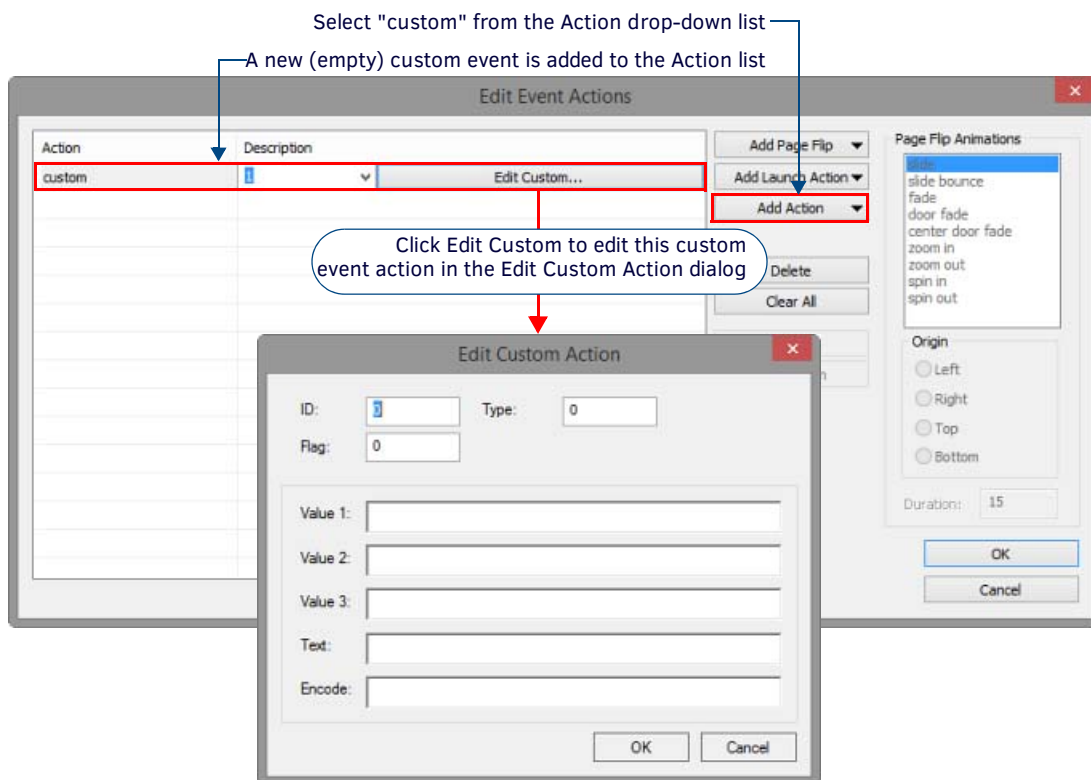 Select "custom" from the Action drop-down list
A new (empty) custom event is added to the Action list
Edit Event Actions
Action
Description
custom
1
Edit Custom...
Add Page Flip
Add Launch Action
Add Action
Delete
Clear All
Click Edit Custom to edit this custom
event action in the Edit Custom Action dialog
Page Flip Animations
slide
slide bounce
fade
door fade
center door fade
zoom in
zoom out
spin in
spin out
Origin
Left
Right
Top
Bottom
Duration:
15
OK
Cancel
Edit Custom Action
ID:
0
Type:
0
Flag:
0
Value 1:
Value 2:
Value 3:
Text:
Encode:
OK
Cancel